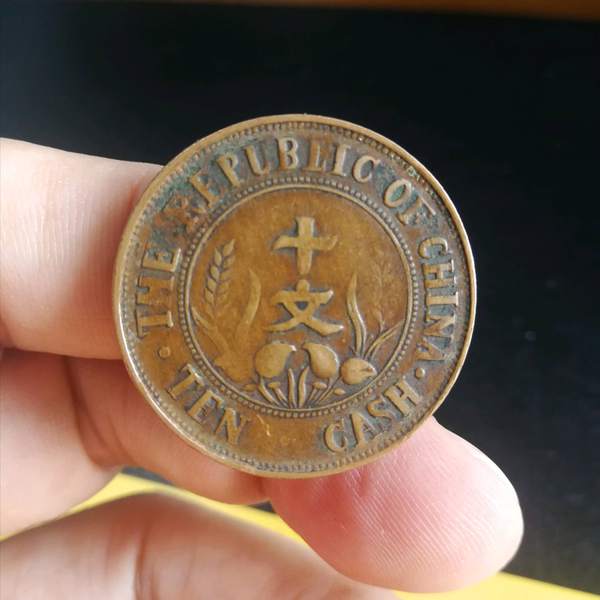 THE REPUBLIC OF CHINA
十
文
TEN CASH